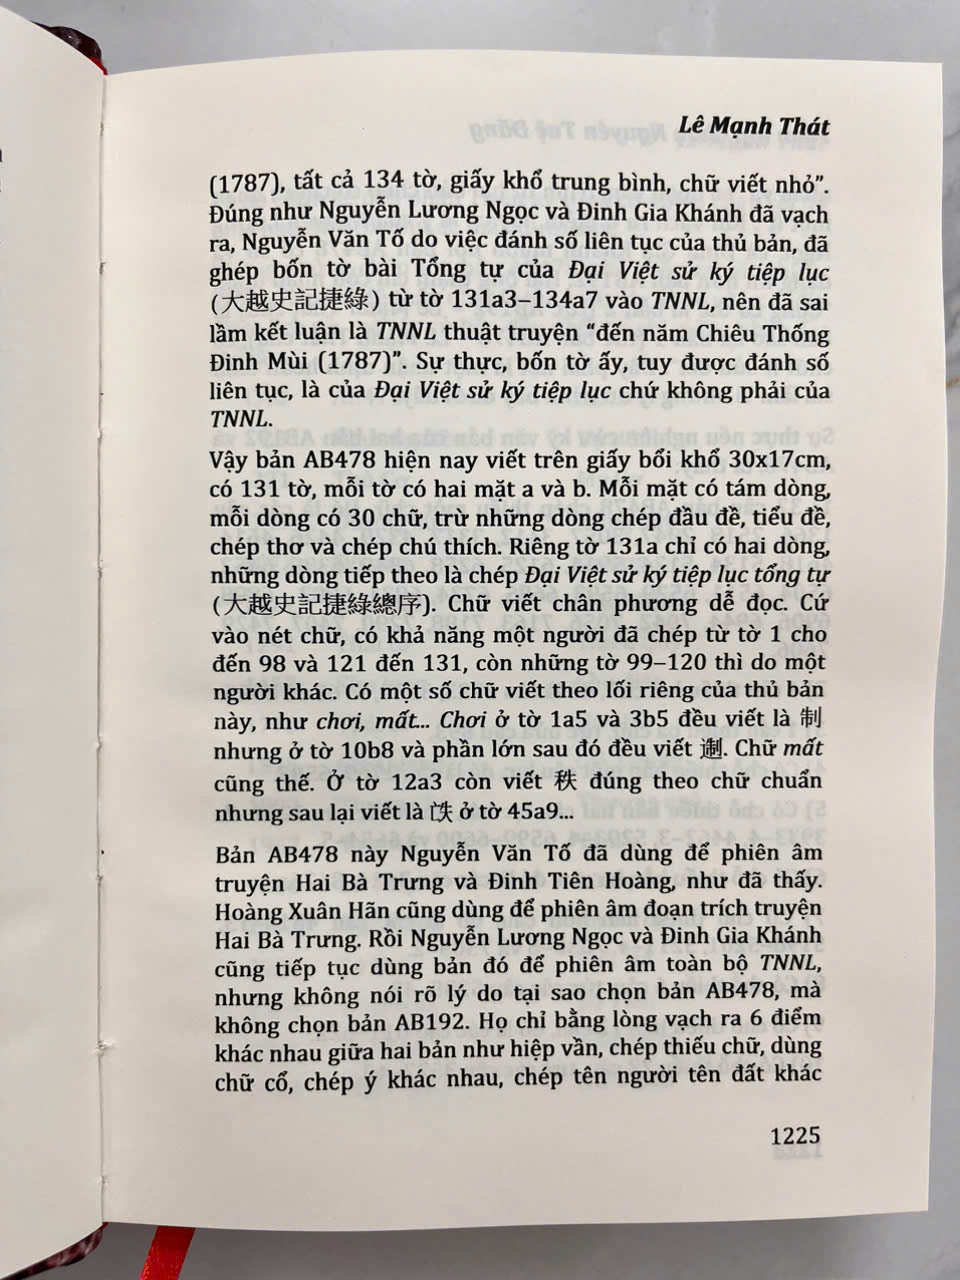 Lê Mạnh Thát
(1787), tất cả 134 tờ, giấy khổ trung bình, chữ viết nhỏ”.
Đúng như Nguyễn Lương Ngọc và Đinh Gia Khánh đã vạch
ra, Nguyễn Văn Tố do việc đánh số liên tục của thủ bản, đã
ghép bốn tờ bài Tổng tự của Đại Việt sử ký tiệp lục
(大越史記捷綠) từ tờ 131a3–134a7 vào TNNL, nên đã sai
lầm kết luận là TNNL thuật truyện “đến năm Chiêu Thống
Đinh Mùi (1787)”. Sự thực, bốn tờ ấy, tuy được đánh số
liên tục, là của Đại Việt sử ký tiệp lục chứ không phải của
TNNL.
Vậy bản AB478 hiện nay viết trên giấy bổi khổ 30x17cm,
có 131 tờ, mỗi tờ có hai mặt a và b. Mỗi mặt có tám dòng,
mỗi dòng có 30 chữ, trừ những dòng chép đầu đề, tiểu đề,
chép thơ và chép chú thích. Riêng tờ 131a chỉ có hai dòng,
những dòng tiếp theo là chép Đại Việt sử ký tiệp lục tổng tự
(大越史記捷綠總序). Chữ viết chân phương dễ đọc. Cứ
vào nét chữ, có khả năng một người đã chép từ tờ 1 cho
đến 98 và 121 đến 131, còn những tờ 99–120 thì do một
người khác. Có một số chữ viết theo lối riêng của thủ bản
này, như chơi, mất... Chơi ở tờ 1a5 và 3b5 đều viết là 制
nhưng ở tờ 10b8 và phần lớn sau đó đều viết. Chữ mất
cũng thế. Ở tờ 12a3 còn viết 秩 đúng theo chữ chuẩn
nhưng sau lại viết là ở tờ 45a9...
Bản AB478 này Nguyễn Văn Tố đã dùng để phiên âm
truyện Hai Bà Trưng và Đinh Tiên Hoàng, như đã thấy.
Hoàng Xuân Hãn cũng dùng để phiên âm đoạn trích truyện
Hai Bà Trưng. Rồi Nguyễn Lương Ngọc và Đinh Gia Khánh
cũng tiếp tục dùng bản đó để phiên âm toàn bộ TNNL,
nhưng không nói rõ lý do tại sao chọn bản AB478, mà
không chọn bản AB192. Họ chỉ bằng lòng vạch ra 6 điểm
khác nhau giữa hai bản như hiệp vần, chép thiếu chữ, dùng
chữ cổ, chép ý khác nhau, chép tên người tên đất khác
1225